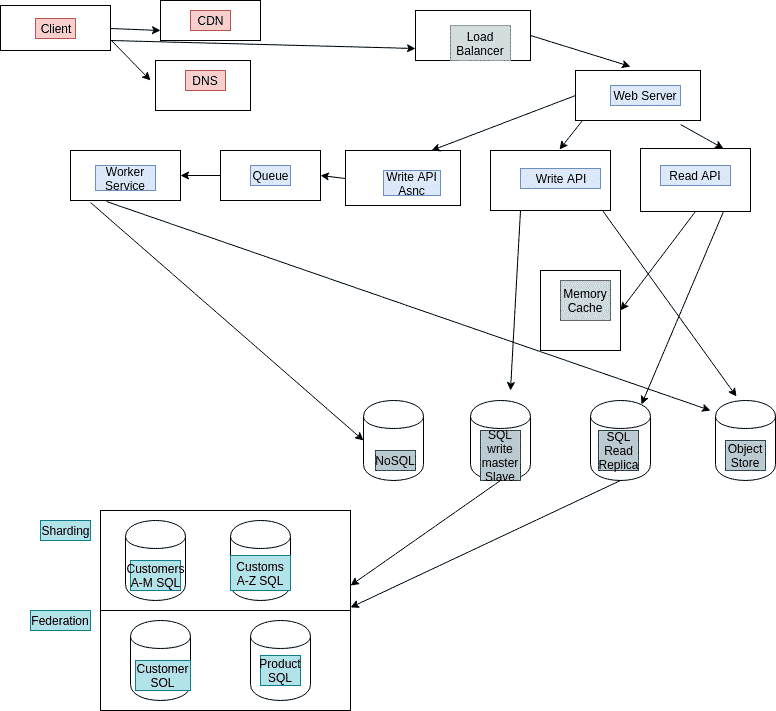 Client
CDN
DNS
Load
Balancer
Web Server
Worker
Service
Queue
Write API
Asnc
Write API
Read API
Memory
Cache
NoSQL
SQL
write
master
Slave
SQL
Read
Replica
Object
Store
Sharding
Customers
A-M SQL
Customs
A-Z SQL
Federation
Customer
SOL
Product
SQL